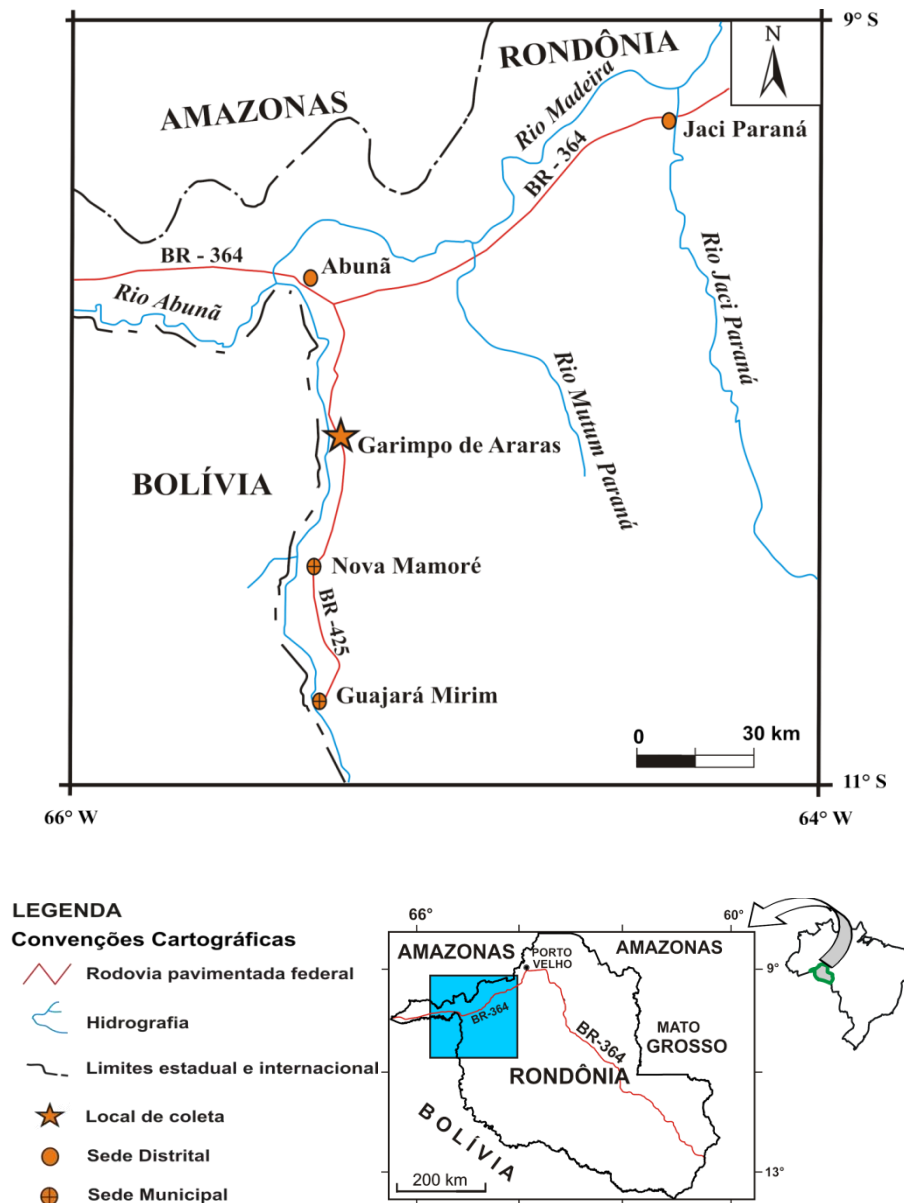 9° S
RONDÔNIA
N
AMAZONAS
Rio Madeira
Jaci Paraná
BR - 364
BR - 364
Abunã
Rio Abunã
Rio Jaci Paraná
Rio Mutum Paraná
Garimpo de Araras
BOLÍVIA
Nova Mamoré
BR -425
Guajará Mirim
0 30 km
11° S
66° W 64° W
LEGENDA
Convenções Cartográficas
Rodovia pavimentada federal
Hidrografia
Limites estadual e internacional
Local de coleta
Sede Distrital
Sede Municipal
66° 60°
AMAZONAS
PORTO
VELHO
AMAZONAS
9°
BR-364
MATO
GROSSO
BR-364
RONDÔNIA
BOLÍVIA
200 km
13°